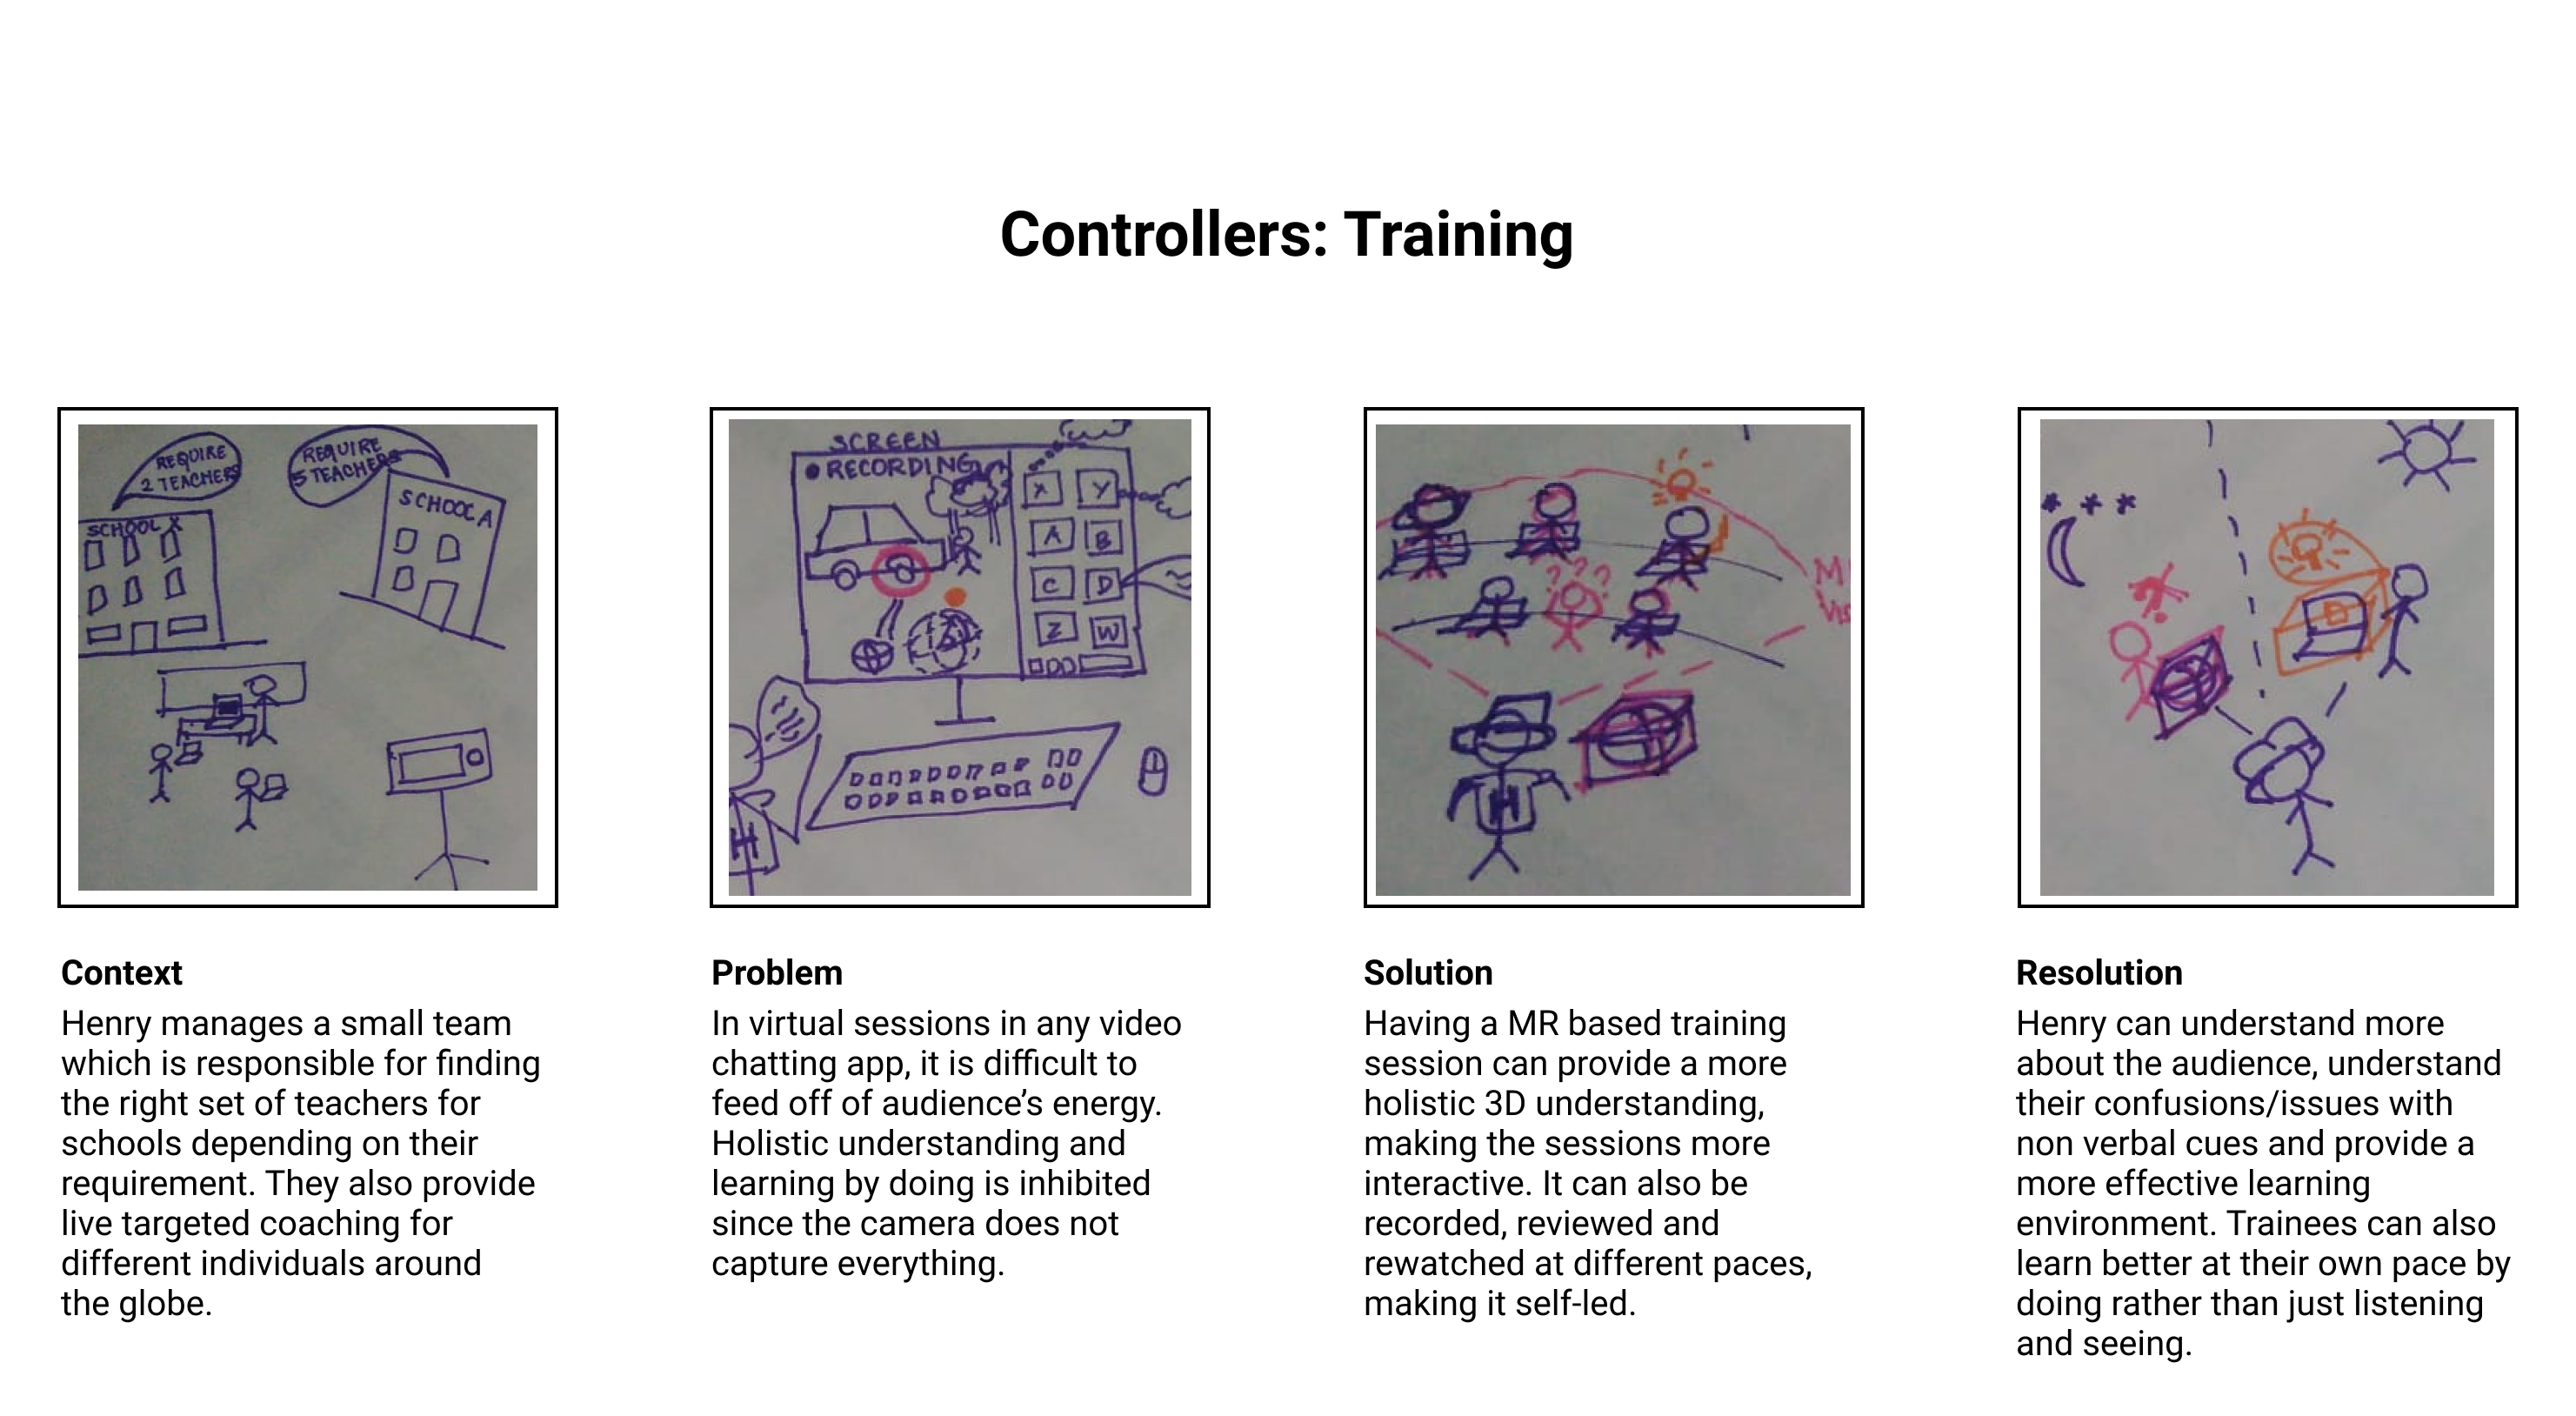 Controllers: Training
REQUIRE
2 TEACHERS
REQUIRE
5 TEACHERS
SCHOOL X
SCHOOL A
SCREEN
RECORDING
X Y
A B
C D
Z W
H
H
Context
Henry manages a small team
which is responsible for finding
the right set of teachers for
schools depending on their
requirement. They also provide
live targeted coaching for
different individuals around
the globe.
Problem
In virtual sessions in any video
chatting app, it is difficult to
feed off of audience’s energy.
Holistic understanding and
learning by doing is inhibited
since the camera does not
capture everything.
Solution
Having a MR based training
session can provide a more
holistic 3D understanding,
making the sessions more
interactive. It can also be
recorded, reviewed and
rewatched at different paces,
making it self-led.
Resolution
Henry can understand more
about the audience, understand
their confusions/issues with
non verbal cues and provide a
more effective learning
environment. Trainees can also
learn better at their own pace by
doing rather than just listening
and seeing.